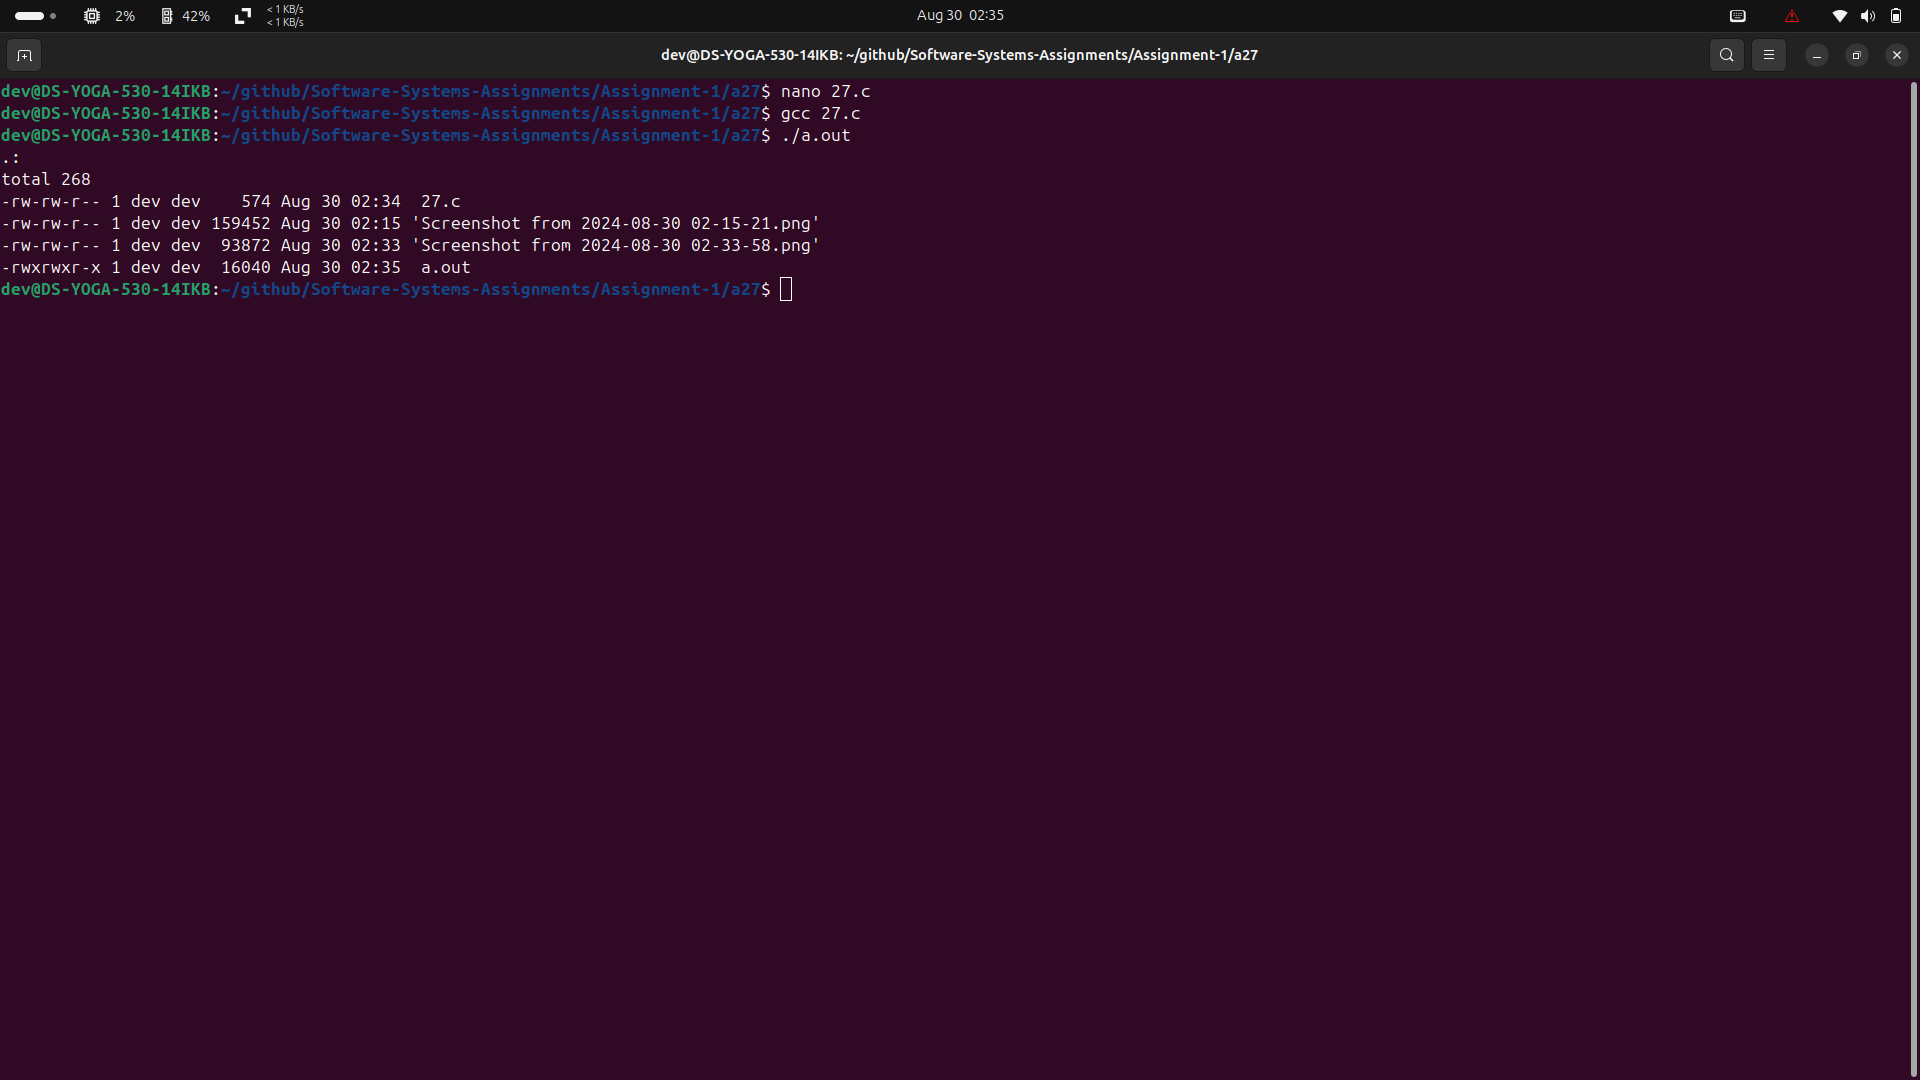 2% 42% < 1 KB/s
< 1 KB/s
Aug 30 02:35
dev@DS-YOGA-530-14IKB: ~/github/Software-Systems-Assignments/Assignment-1/a27
dev@DS-YOGA-530-14IKB:~/github/Software-Systems-Assignments/Assignment-1/a27$ nano 27.c
dev@DS-YOGA-530-14IKB:~/github/Software-Systems-Assignments/Assignment-1/a27$ gcc 27.c
dev@DS-YOGA-530-14IKB:~/github/Software-Systems-Assignments/Assignment-1/a27$ ./a.out
.:
total 268
-rw-rw-r-- 1 dev dev    574 Aug 30 02:34  27.c
-rw-rw-r-- 1 dev dev 159452 Aug 30 02:15 'Screenshot from 2024-08-30 02-15-21.png'
-rw-rw-r-- 1 dev dev  93872 Aug 30 02:33 'Screenshot from 2024-08-30 02-33-58.png'
-rwxrwxr-x 1 dev dev  16040 Aug 30 02:35  a.out
dev@DS-YOGA-530-14IKB:~/github/Software-Systems-Assignments/Assignment-1/a27$